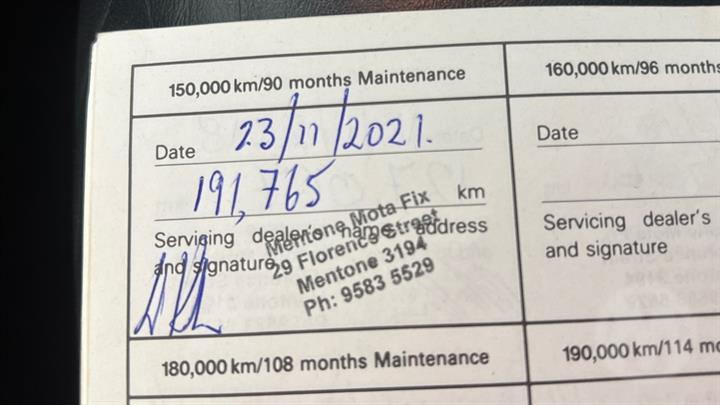 150,000 km/90 months Maintenance
Date 23/11/2021.
191,765 km
Servicing dealer's name address
and signature
Mentone Mota Fix
29 Florence Street
Mentone 3194
Ph: 9583 5529
160,000 km/96 months
Date
Servicing dealer's
and signature
180,000 km/108 months Maintenance
190,000 km/114 mo